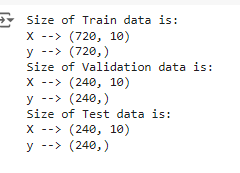 Size of Train data is:
X --> (720, 10)
y --> (720,)
Size of Validation data is:
X --> (240, 10)
y --> (240,)
Size of Test data is:
X --> (240, 10)
y --> (240,)